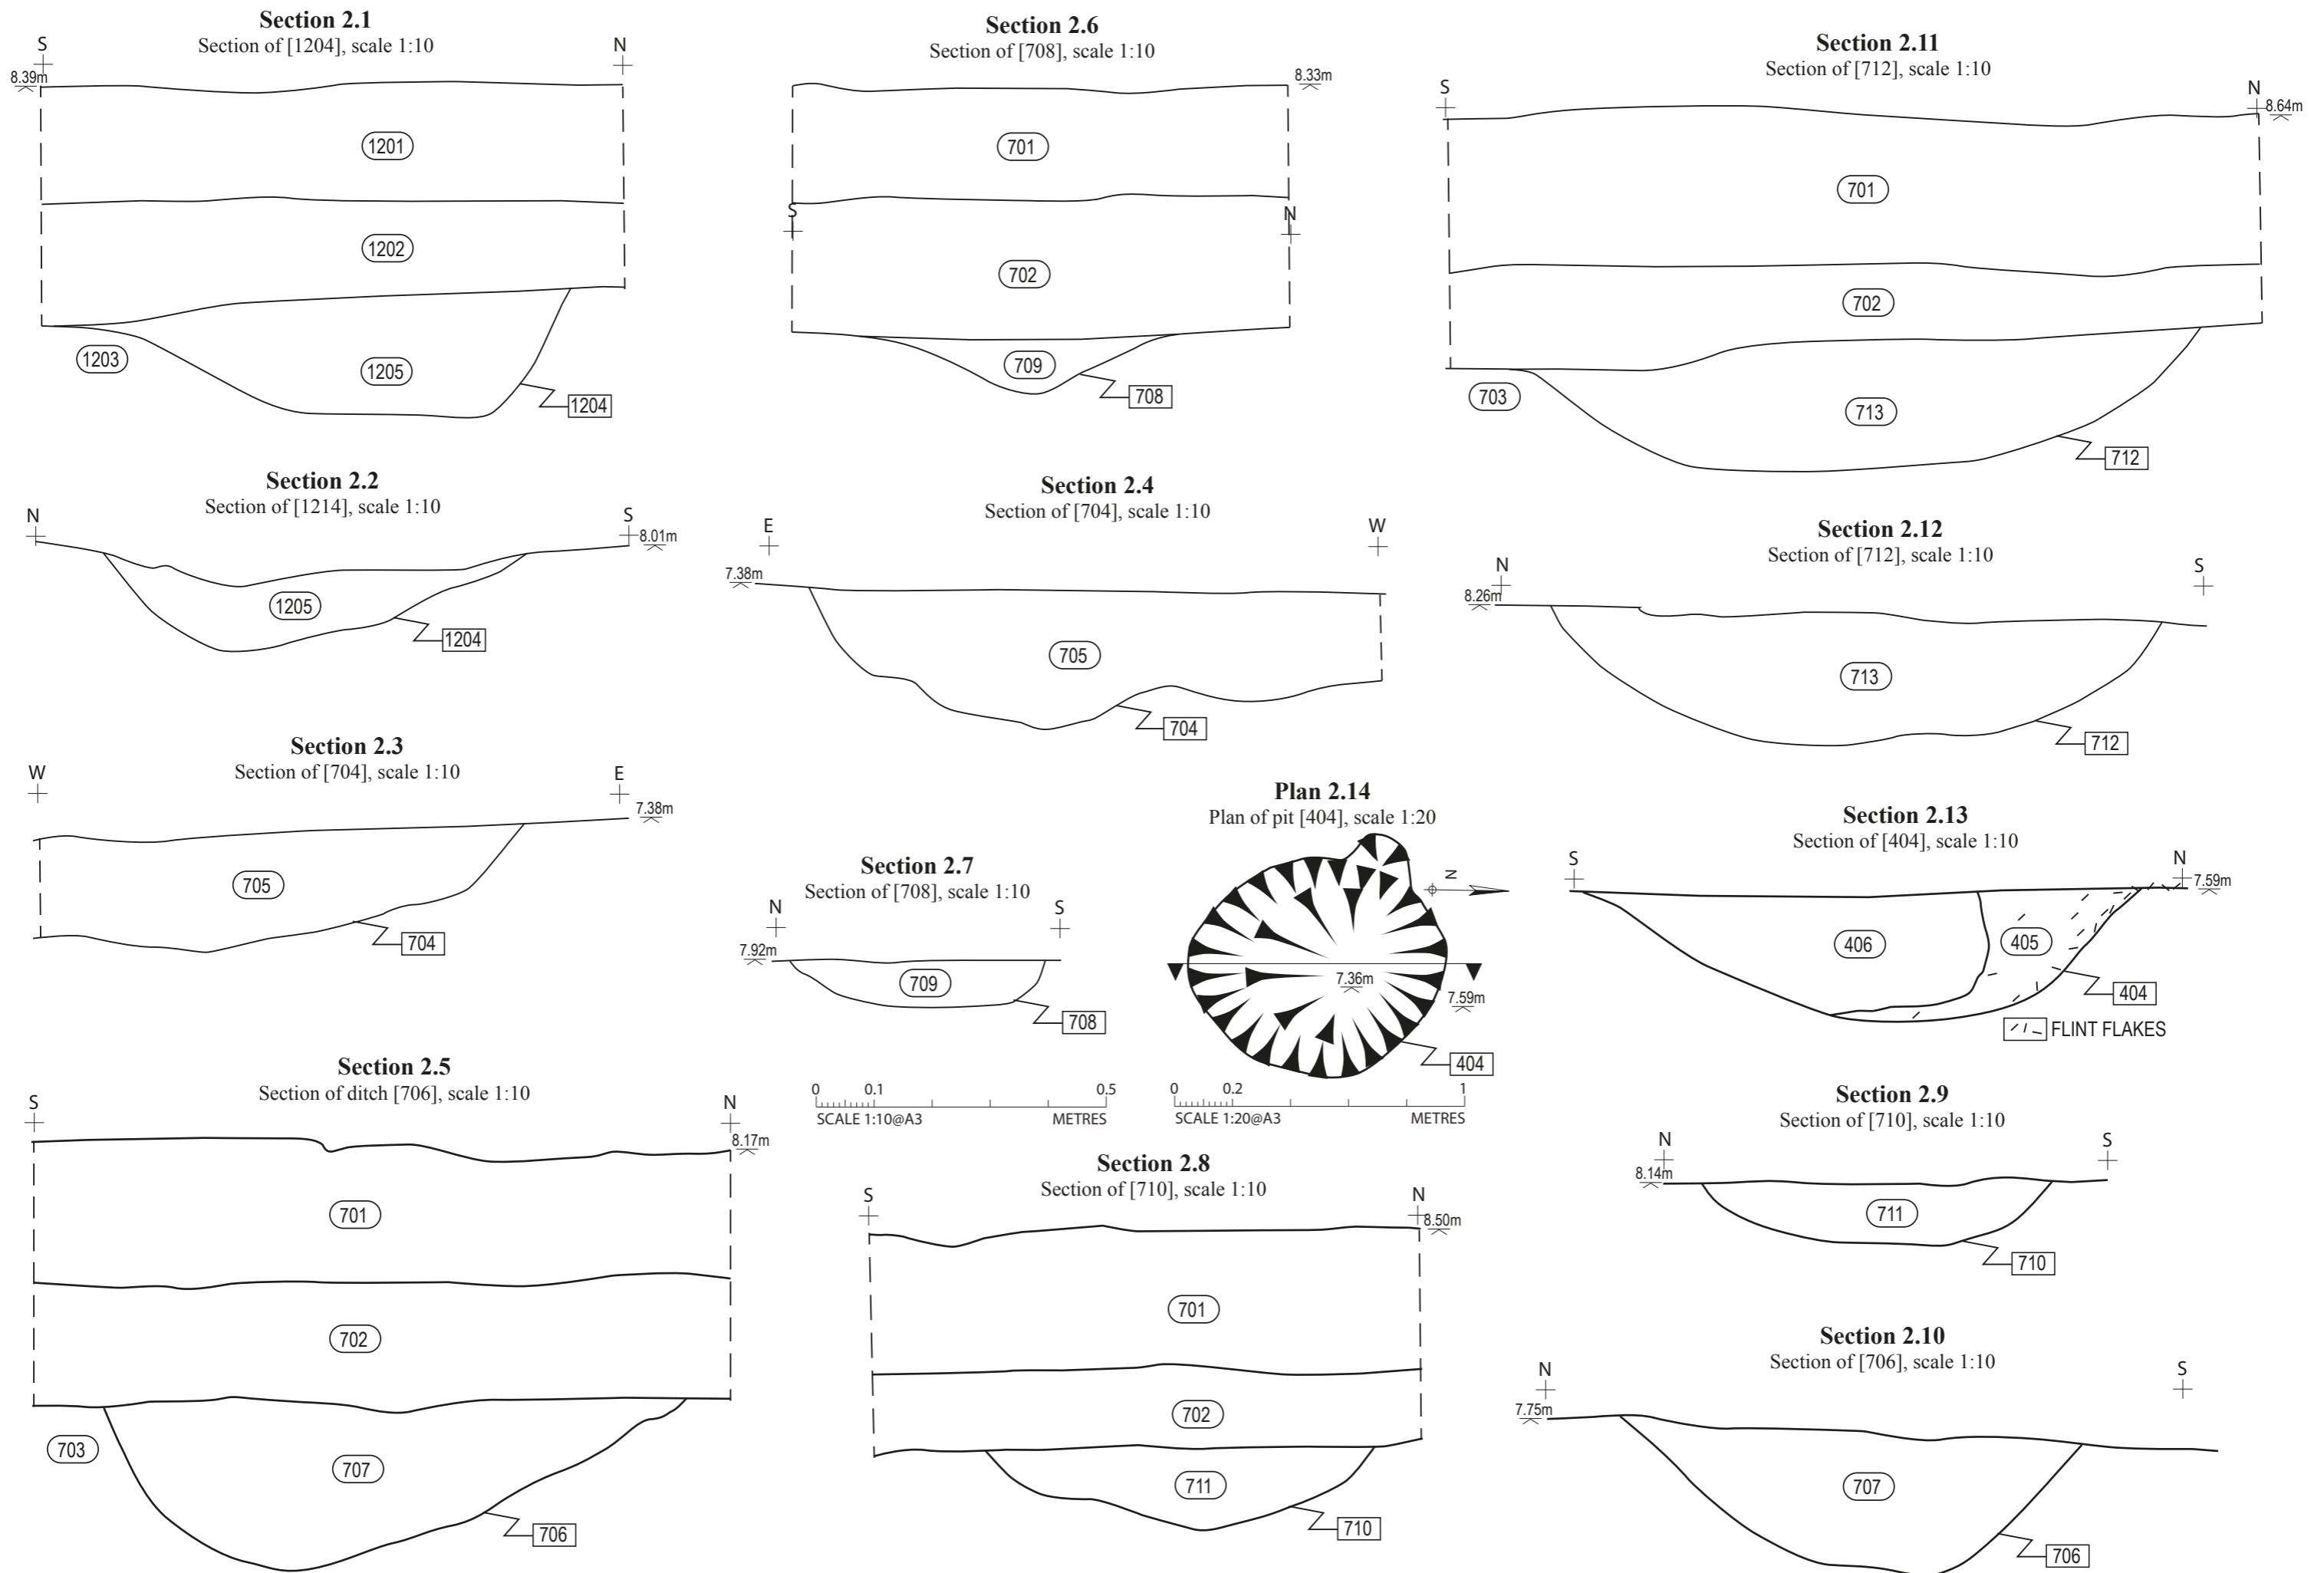 Section 2.1
Section of [1204], scale 1:10
S
N
8.39m
1201
1202
1203
1205
1204
Section 2.6
Section of [708], scale 1:10
8.33m
701
S
N
702
709
708
Section 2.11
Section of [712], scale 1:10
S
N
8.64m
701
702
703
713
712
Section 2.2
Section of [1214], scale 1:10
N
S
8.01m
1205
1204
Section 2.4
Section of [704], scale 1:10
E
W
7.38m
705
704
Section 2.12
Section of [712], scale 1:10
N
S
8.26m
713
712
Section 2.3
Section of [704], scale 1:10
W
E
7.38m
705
704
Section 2.7
Section of [708], scale 1:10
N
S
7.92m
709
708
Plan 2.14
Plan of pit [404], scale 1:20
N
7.36m
7.59m
404
Section 2.13
Section of [404], scale 1:10
S
N
7.59m
406
405
404
FLINT FLAKES
Section 2.5
Section of ditch [706], scale 1:10
S
N
8.17m
701
702
703
707
706
0 0.1 0.5
SCALE 1:10@A3 METRES
0 0.2 1
SCALE 1:20@A3 METRES
Section 2.8
Section of [710], scale 1:10
S
N
8.50m
701
702
711
710
Section 2.9
Section of [710], scale 1:10
N
S
8.14m
711
710
Section 2.10
Section of [706], scale 1:10
N
S
7.75m
707
706